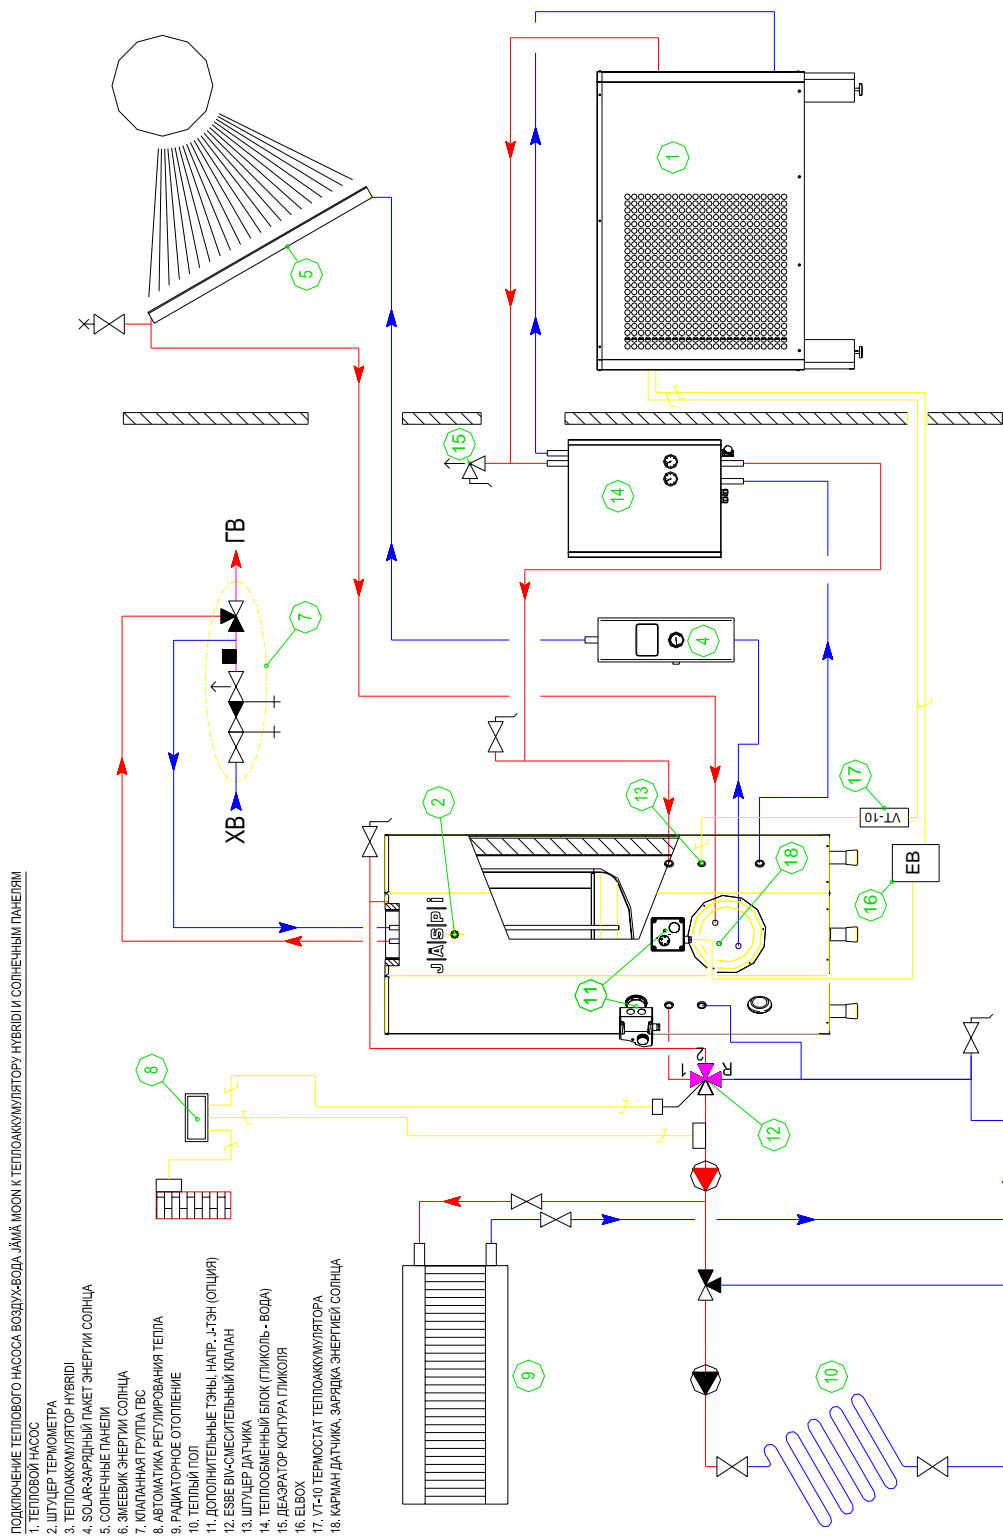 ПОДКЛЮЧЕНИЕ ТЕПЛОВОГО НАСОСА ВОЗДУХ-ВОДА JÄMÄ MOON К ТЕПЛОАККУМУЛЯТОРУ HYBRIDI И СОЛНЕЧНЫМ ПАНЕЛЯМ
1. ТЕПЛОВОЙ НАСОС
2. ШТУЦЕР ТЕРМОМЕТРА
3. ТЕПЛОАККУМУЛЯТОР HYBRIDI
4. SOLAR-ЗАРЯДНЫЙ ПАКЕТ ЭНЕРГИИ СОЛНЦА
5. СОЛНЕЧНЫЕ ПАНЕЛИ
6. ЗМЕЕВИК ЭНЕРГИИ СОЛНЦА
7. КЛАПАННАЯ ГРУППА ГВС
8. АВТОМАТИКА РЕГУЛИРОВАНИЯ ТЕПЛА
9. РАДИАТОРНОЕ ОТОПЛЕНИЕ
10. ТЕПЛЫЙ ПОЛ
11. ДОПОЛНИТЕЛЬНЫЕ ТЭНЫ, НАПР. J-ТЭН (ОПЦИЯ)
12. ESBE BIV-СМЕСИТЕЛЬНЫЙ КЛАПАН
13. ШТУЦЕР ДАТЧИКА
14. ТЕПЛООБМЕННЫЙ БЛОК (ГЛИКОЛЬ - ВОДА)
15. ДЕАЭРАТОР КОНТУРА ГЛИКОЛЯ
16. ELBOX
17. VT-10 ТЕРМОСТАТ ТЕПЛОАККУМУЛЯТОРА
18. КАРМАН ДАТЧИКА, ЗАРЯДКА ЭНЕРГИЕЙ СОЛНЦА
8
9
10
ХВ
ГВ
7
5
2
JÄSPI
11
1
2
R
12
13
18
4
14
15
1
17
VT-10
16
EB